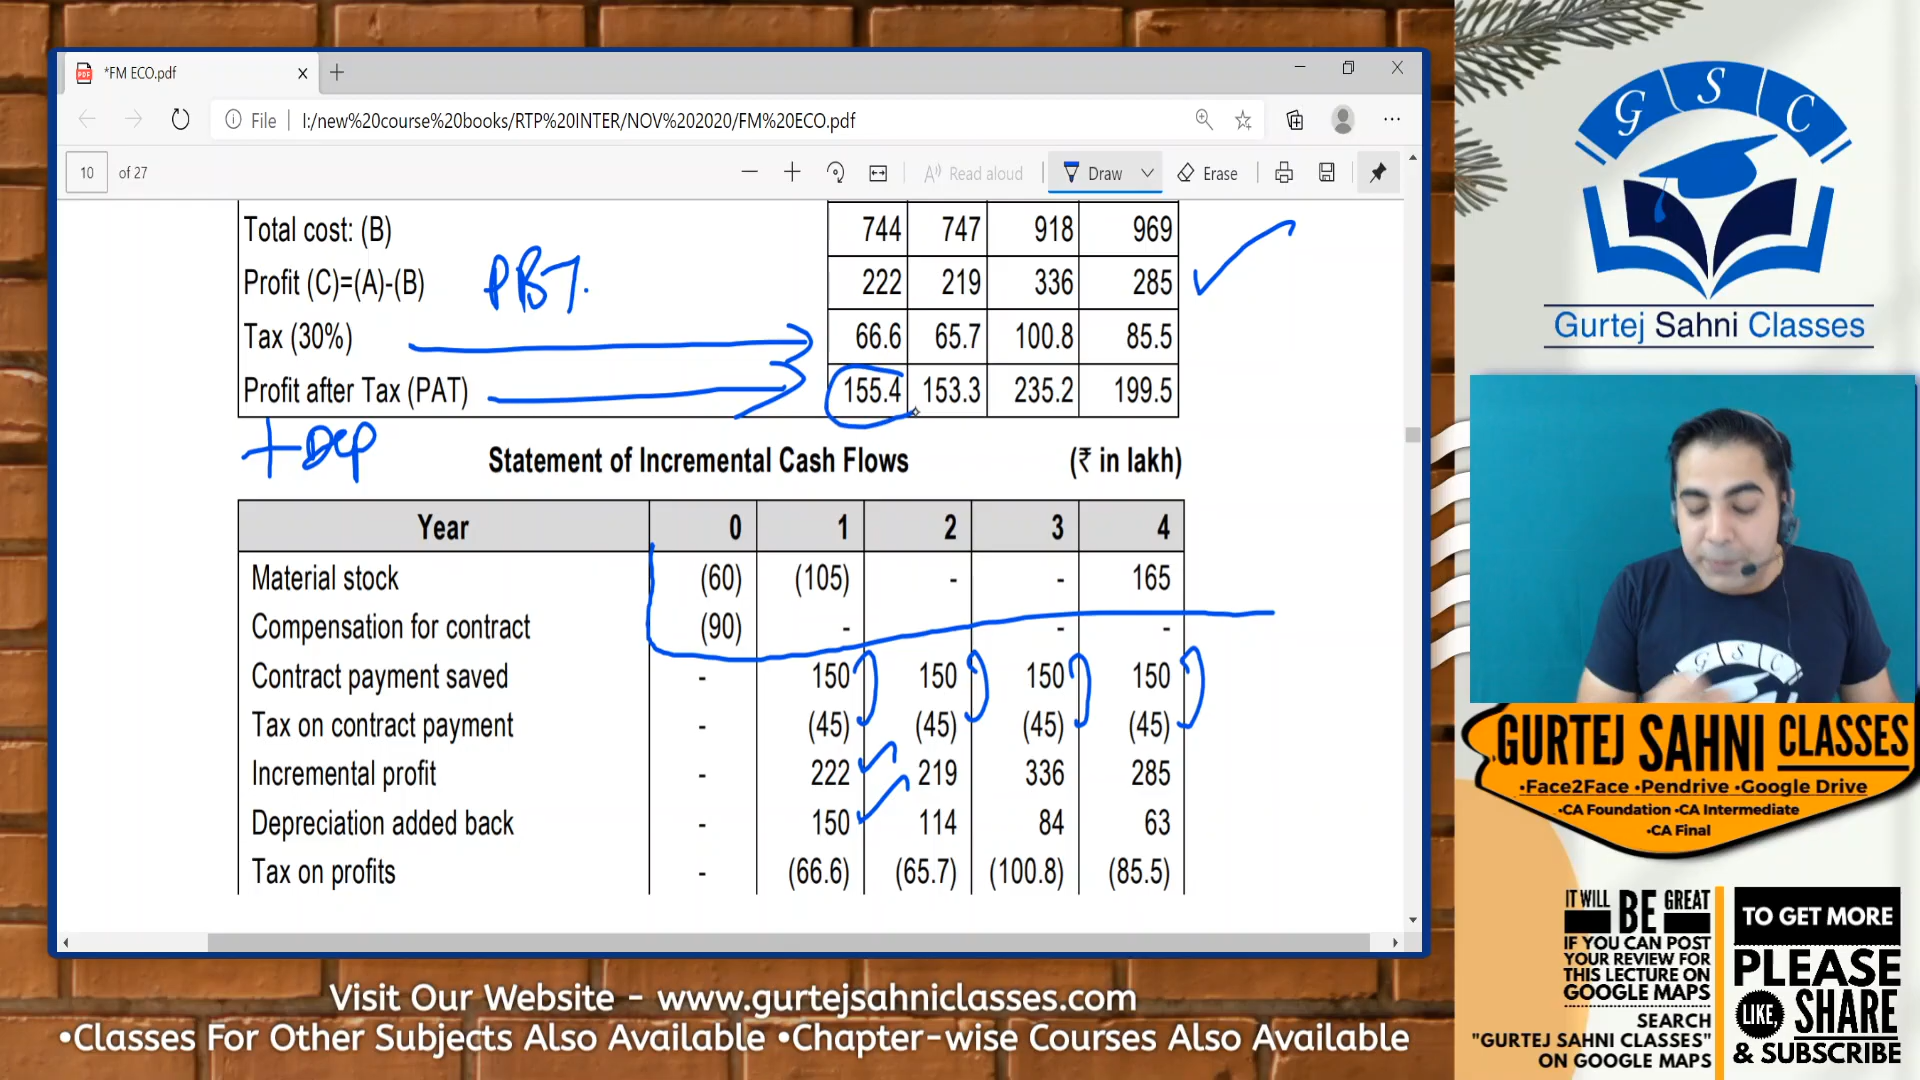 *FM ECO.pdf
File
I:/new%20course%20books/RTP%20INTER/NOV%202020/FM%20ECO.pdf
10 of 27
Read aloud
Draw
Erase
Total cost: (B) 744 747 918 969
Profit (C)=(A)-(B) 222 219 336 285
PBT.
Tax (30%) 66.6 65.7 100.8 85.5
Profit after Tax (PAT) 155.4 153.3 235.2 199.5
+ Dep
Statement of Incremental Cash Flows (₹ in lakh)
Year 0 1 2 3 4
Material stock (60) (105) - - 165
Compensation for contract (90) - - -
Contract payment saved - 150 150 150 150
Tax on contract payment - (45) (45) (45) (45)
Incremental profit - 222 219 336 285
Depreciation added back - 150 114 84 63
Tax on profits - (66.6) (65.7) (100.8) (85.5)
G S C
Gurtej Sahni Classes
G S C
GURTEJ SAHNI CLASSES
•Face2Face •Pendrive •Google Drive
•CA Foundation •CA Intermediate
•CA Final
IT WILL BE GREAT
IF YOU CAN POST
YOUR REVIEW FOR
THIS LECTURE ON
GOOGLE MAPS
SEARCH
"GURTEJ SAHNI CLASSES"
ON GOOGLE MAPS
TO GET MORE
PLEASE
LIKE, SHARE
& SUBSCRIBE
Visit Our Website - www.gurtejsahniclasses.com
•Classes For Other Subjects Also Available •Chapter-wise Courses Also Available